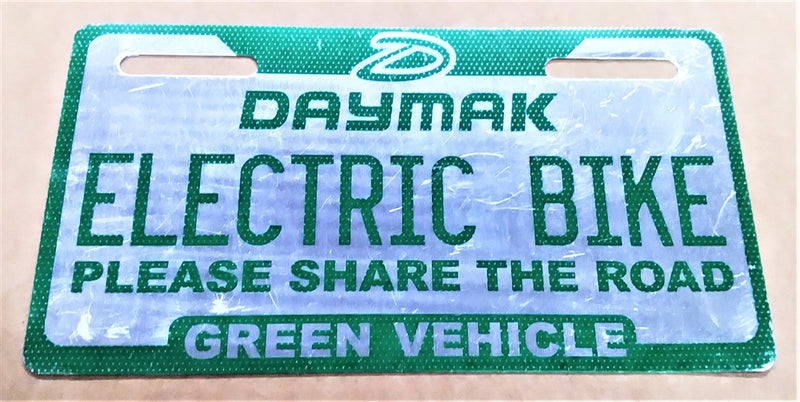 DAYMAK
ELECTRIC BIKE
PLEASE SHARE THE ROAD
GREEN VEHICLE